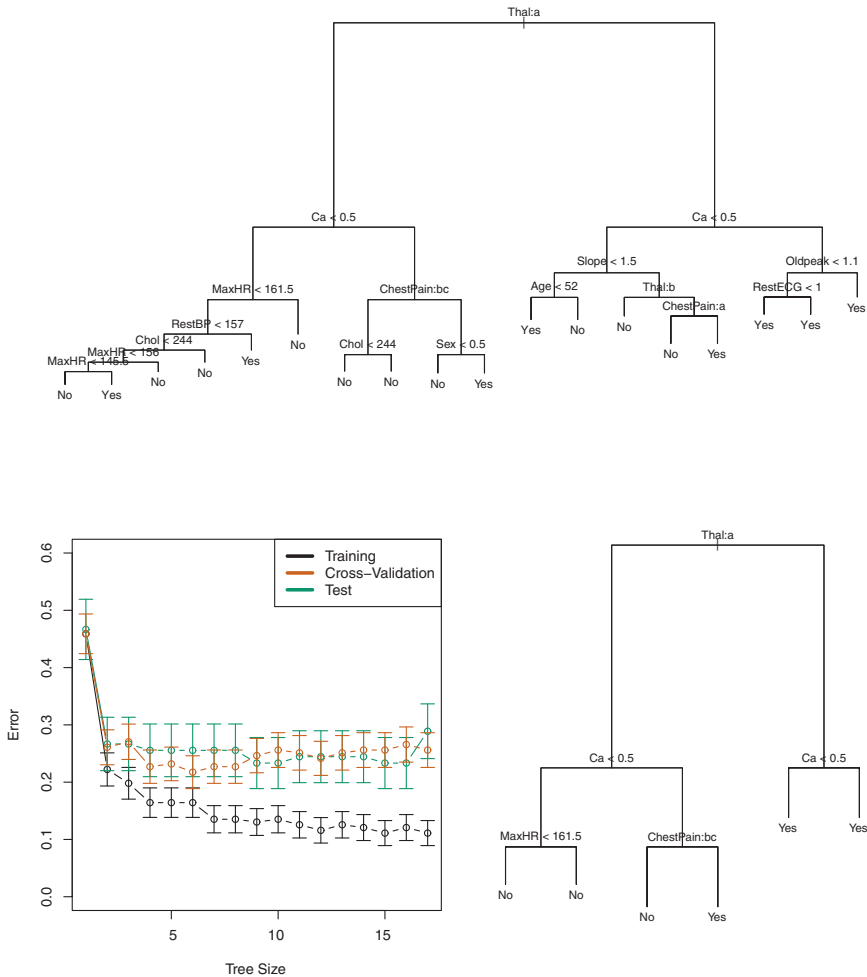 Thal:a
Ca < 0.5
Ca < 0.5
MaxHR < 161.5
ChestPain:bc
Slope < 1.5
Oldpeak < 1.1
Age < 52
Thal:b
RestECG < 1
RestBP < 157
ChestPain:a
Chol < 244
MaxHR < 156
MaxHR < 145.5
Chol < 244
Sex < 0.5
No
Yes
No
No
Yes
No
No
No
No
Yes
Yes
No
No
No
Yes
Yes
Yes
Yes
Training
Cross−Validation
Test
0.6
0.5
0.4
0.3
0.2
0.1
0.0
Error
5
10
15
Tree Size
Thal:a
Ca < 0.5
Ca < 0.5
MaxHR < 161.5
ChestPain:bc
Yes
Yes
No
No
No
Yes